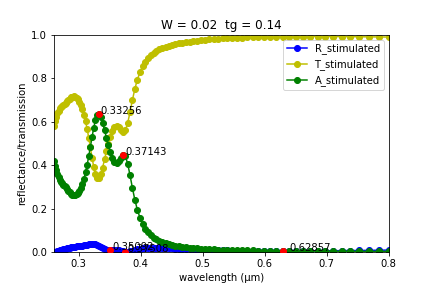 W = 0.02 tg = 0.14
1.0
0.8
0.6
0.4
0.2
0.0
reflectance/transmission
R_stimulated
T_stimulated
A_stimulated
0.33256
0.37143
0.62857
0.3
0.4
0.5
0.6
0.7
0.8
wavelength (μm)